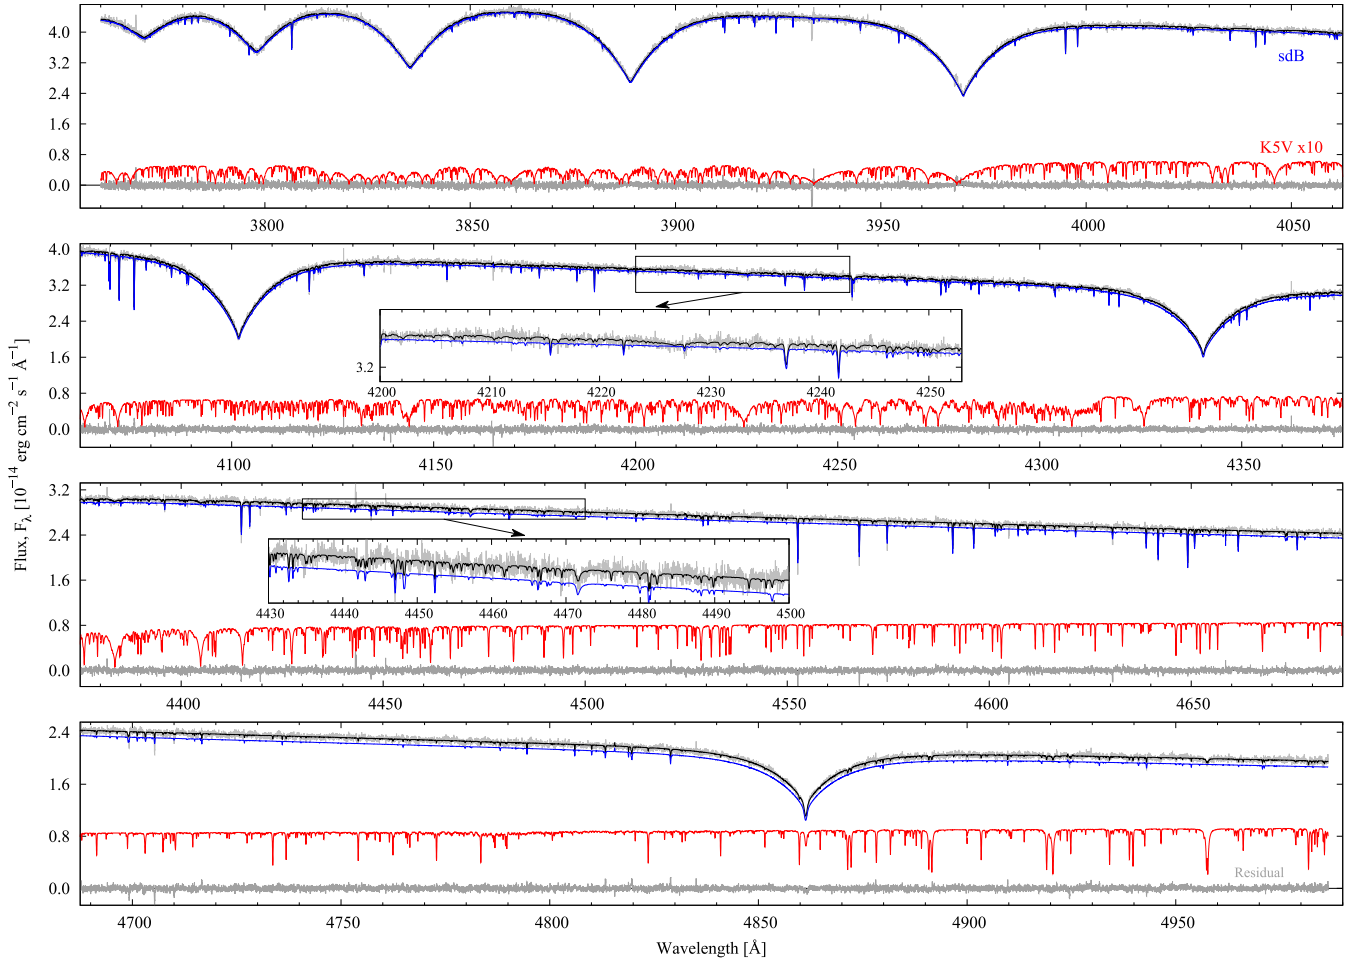 4.0
3.2
2.4
1.6
0.8
0.0
sdB
K5V x10
3800 3850 3900 3950 4000 4050
4.0
3.2
2.4
1.6
0.8
0.0
3.2
4200 4210 4220 4230 4240 4250
4100 4150 4200 4250 4300 4350
Flux, Fλ [10⁻¹⁴ erg cm⁻² s⁻¹ Å⁻¹]
3.2
2.4
1.6
0.8
0.0
4430 4440 4450 4460 4470 4480 4490 4500
4400 4450 4500 4550 4600 4650
2.4
1.6
0.8
0.0
Residual
4700 4750 4800 4850 4900 4950
Wavelength [Å]